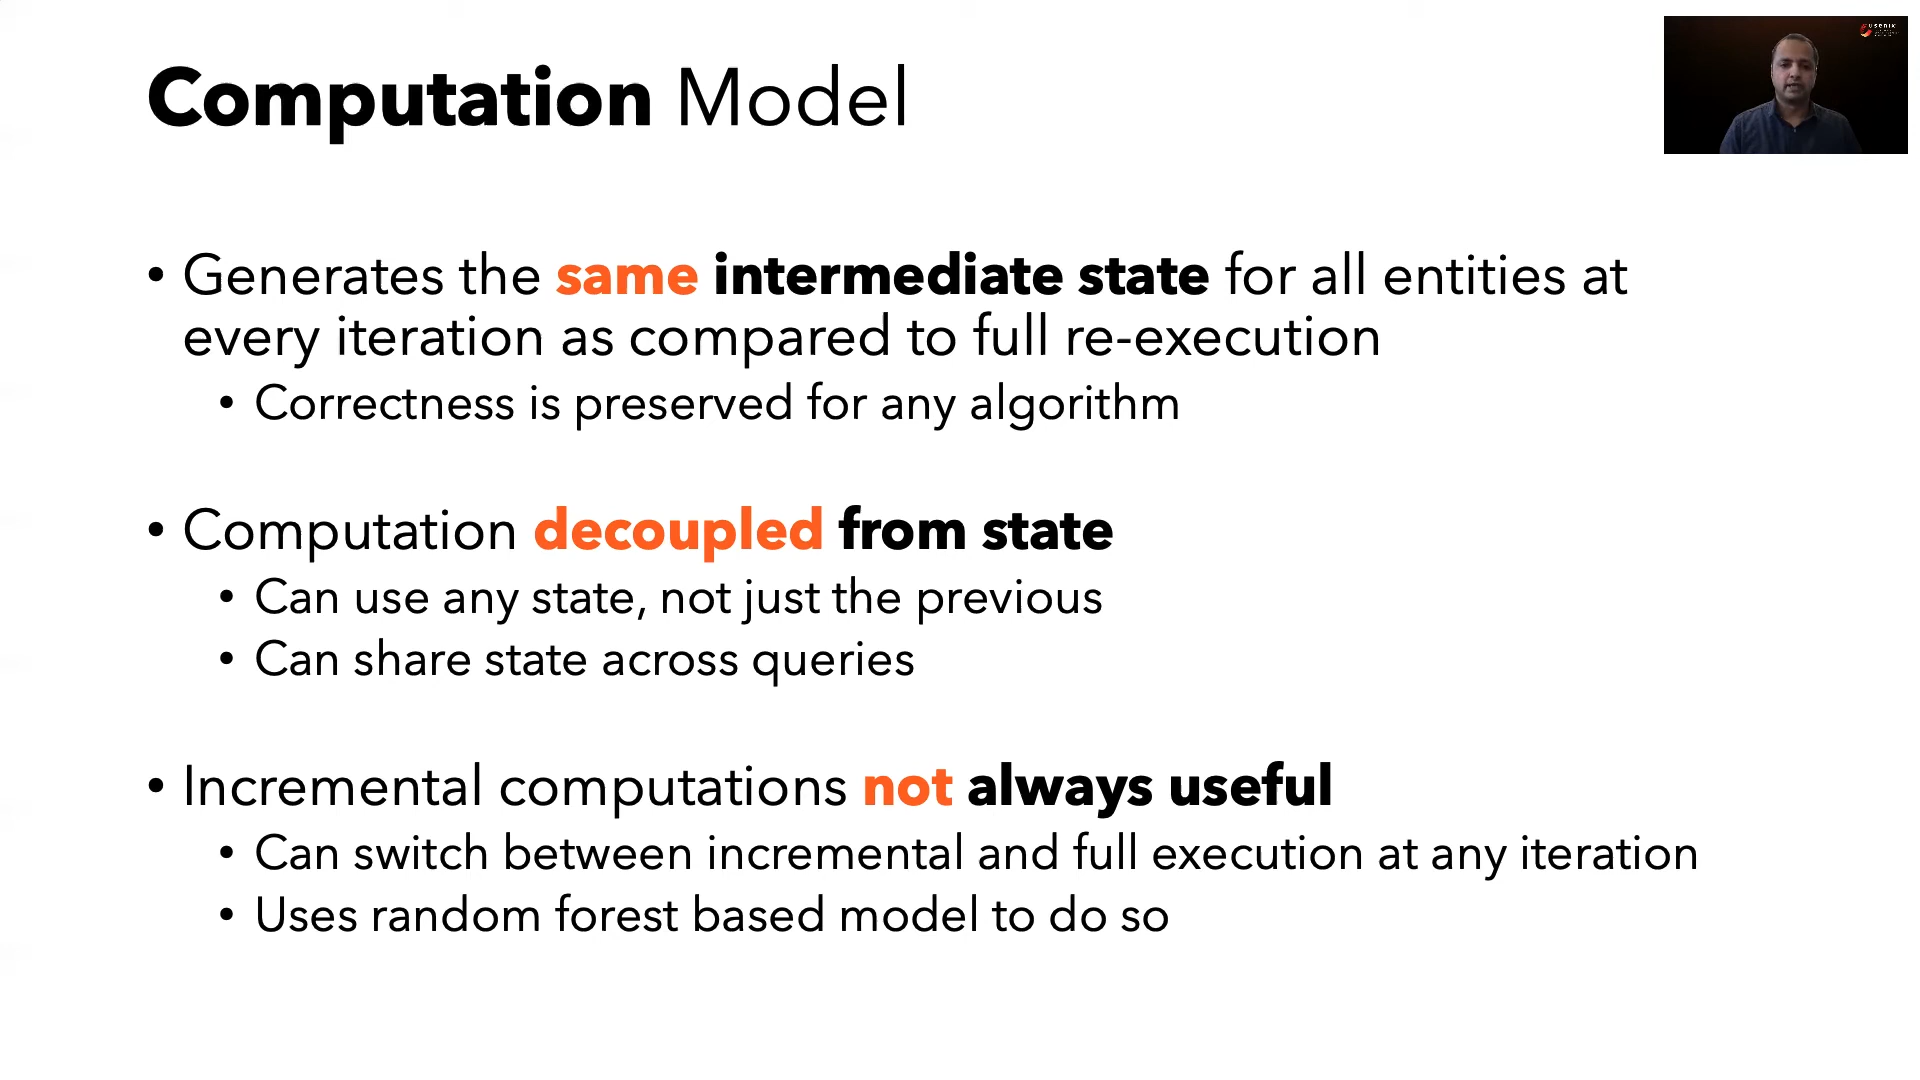 Computation Model
usenix
• Generates the same intermediate state for all entities at
every iteration as compared to full re-execution
• Correctness is preserved for any algorithm
• Computation decoupled from state
• Can use any state, not just the previous
• Can share state across queries
• Incremental computations not always useful
• Can switch between incremental and full execution at any iteration
• Uses random forest based model to do so